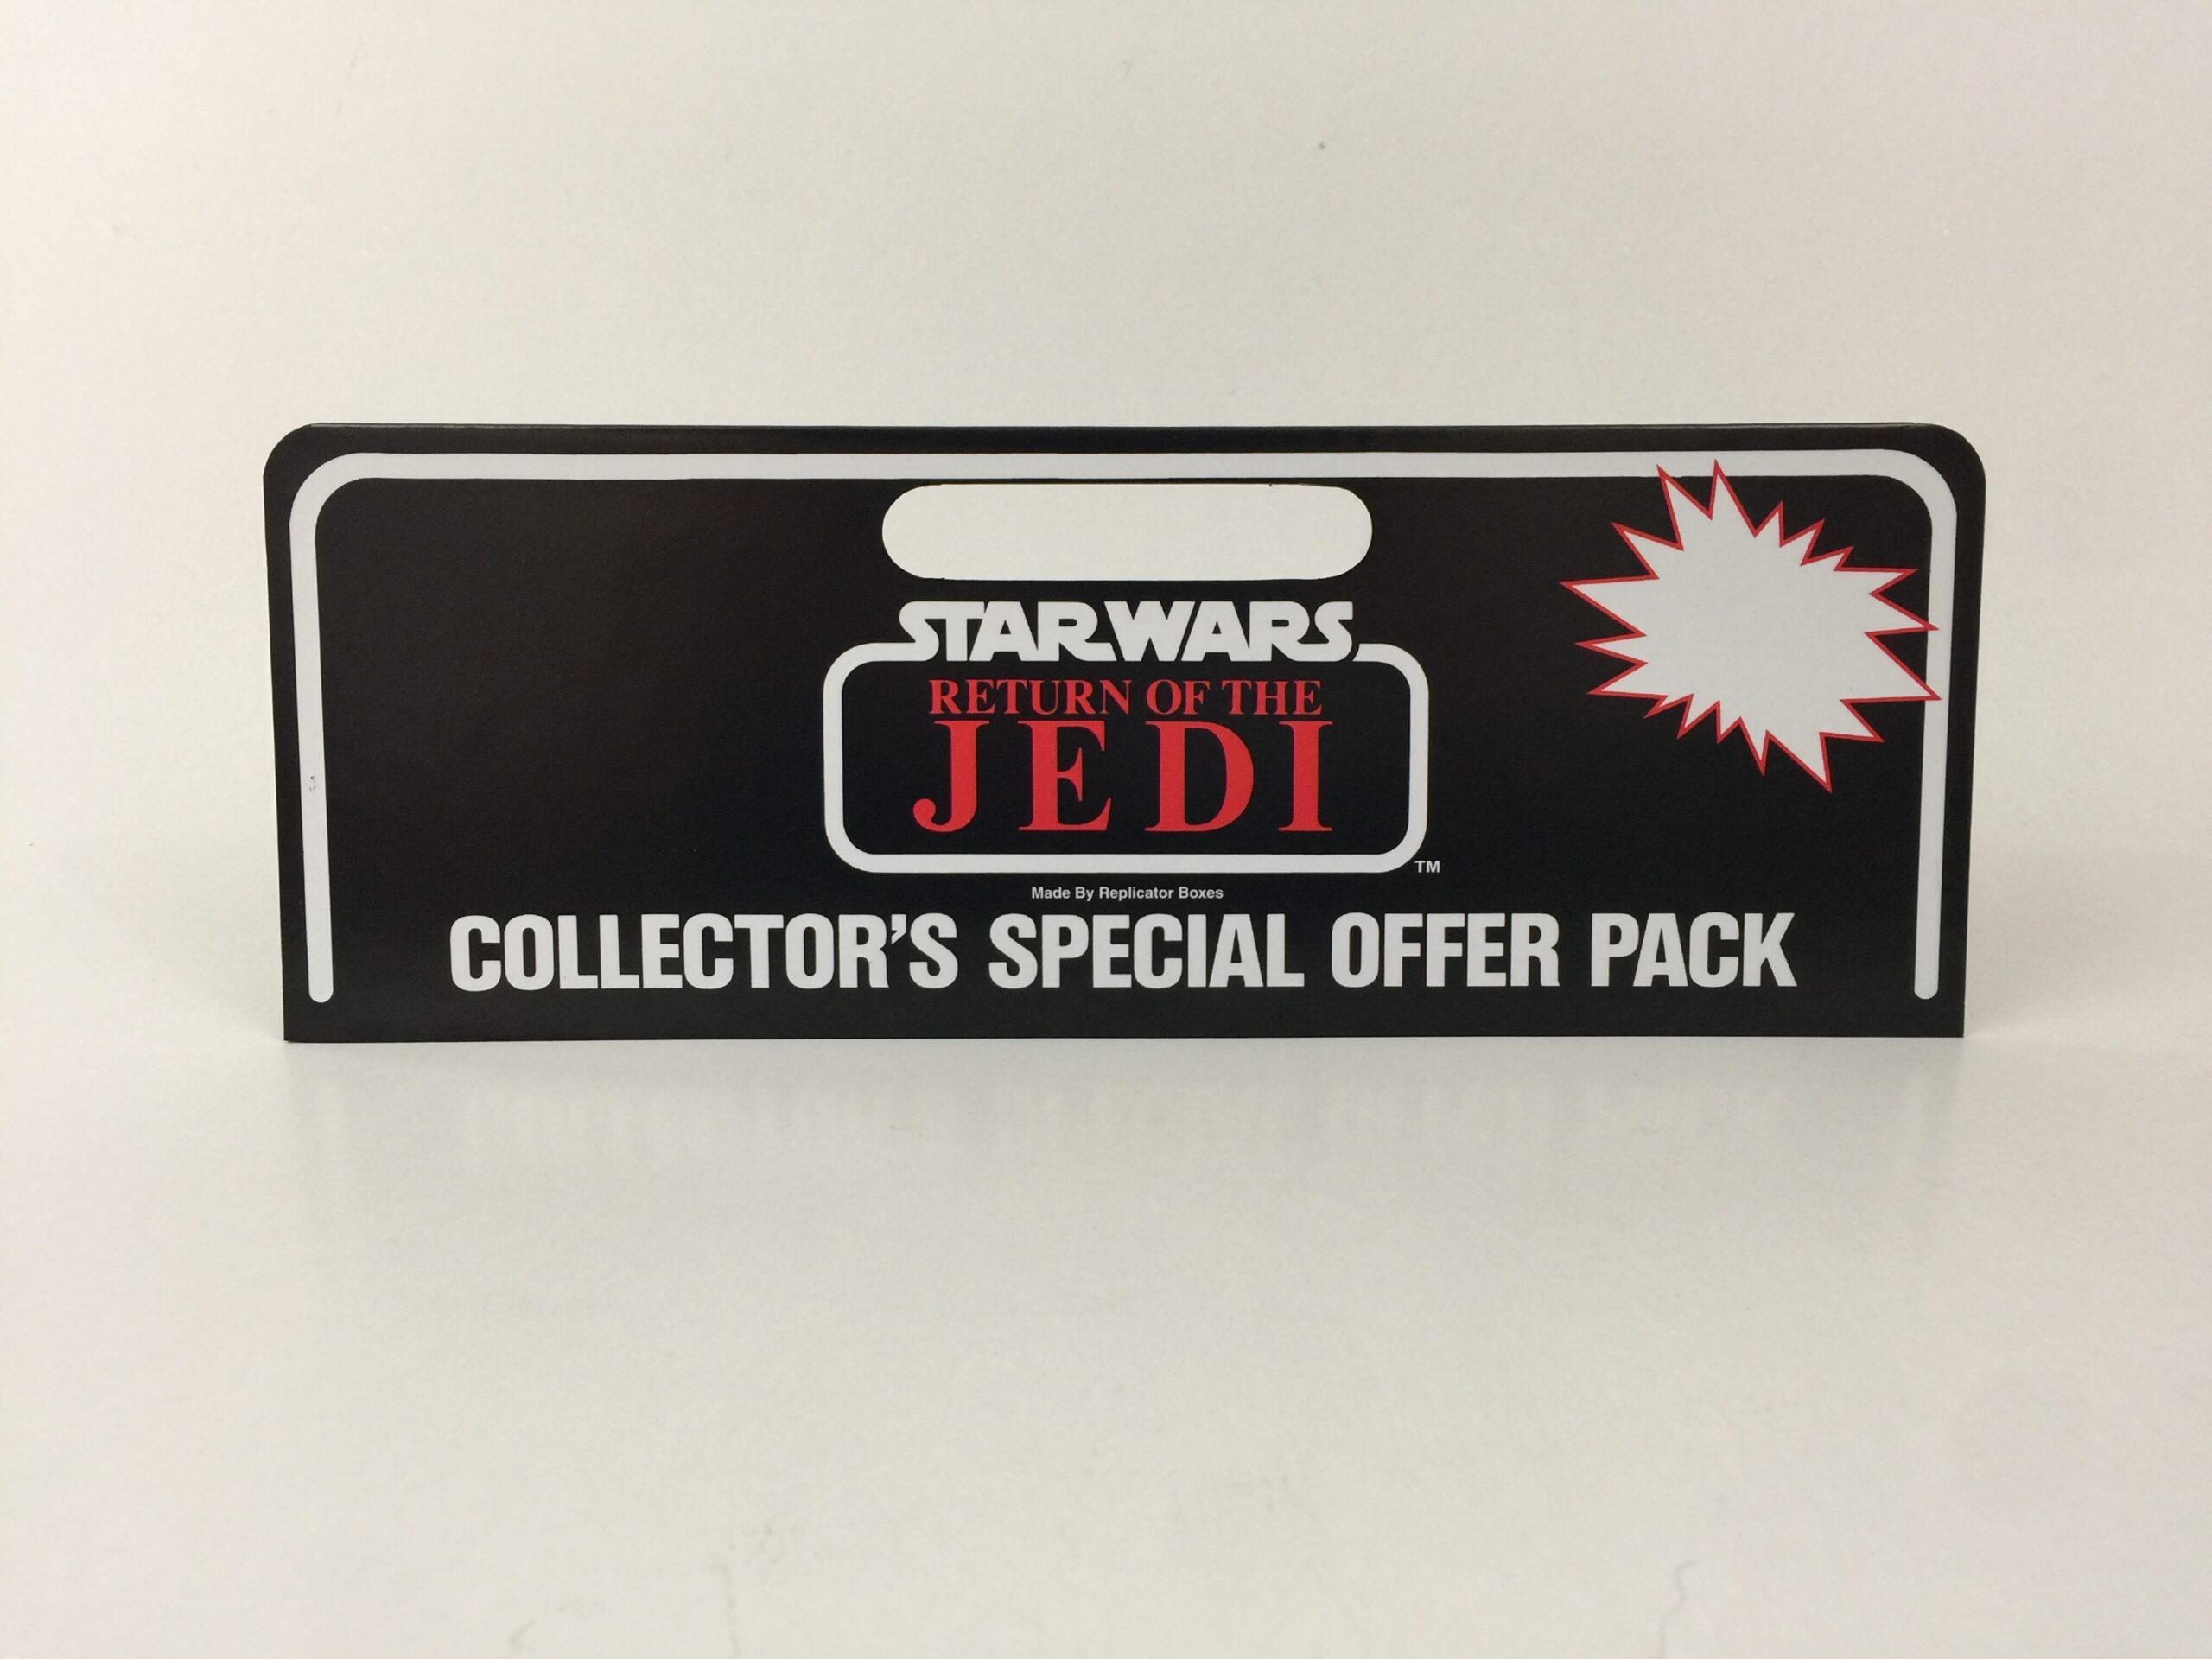 STAR WARS
RETURN OF THE
JEDI
TM
Made By Replicator Boxes
COLLECTOR'S SPECIAL OFFER PACK